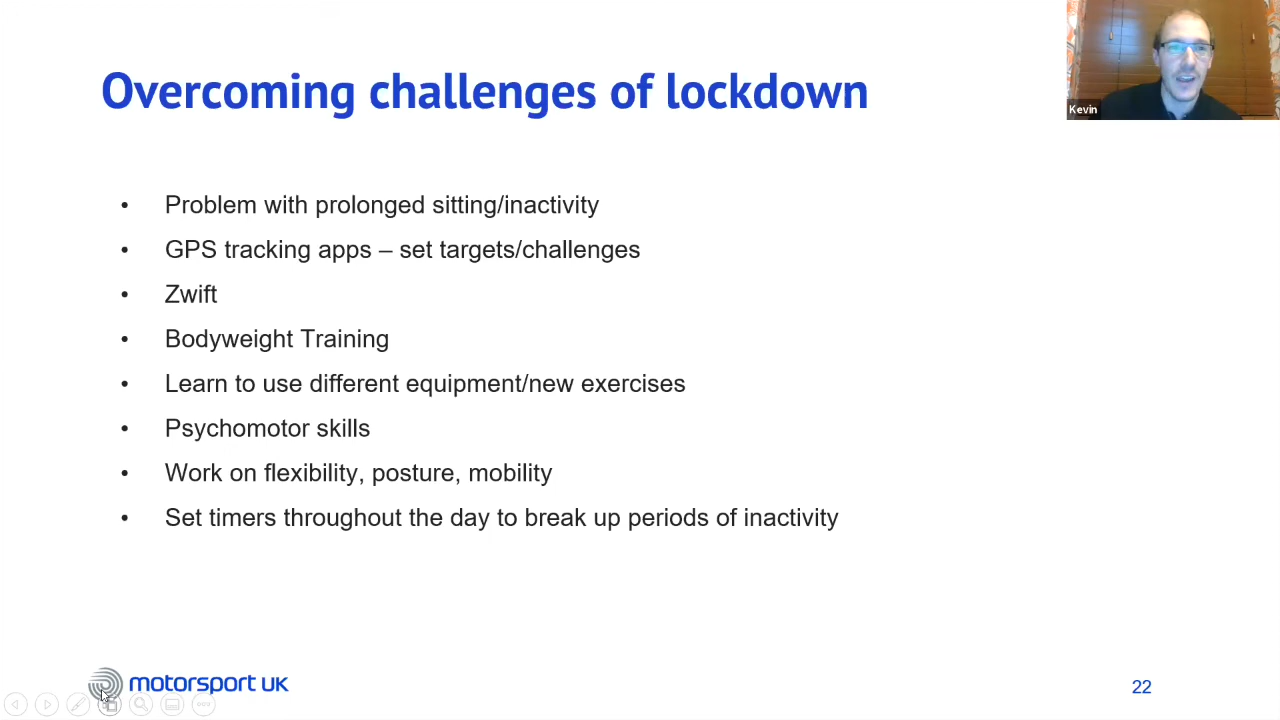 Overcoming challenges of lockdown
Kevin
• Problem with prolonged sitting/inactivity
• GPS tracking apps – set targets/challenges
• Zwift
• Bodyweight Training
• Learn to use different equipment/new exercises
• Psychomotor skills
• Work on flexibility, posture, mobility
• Set timers throughout the day to break up periods of inactivity
motorsport UK
22